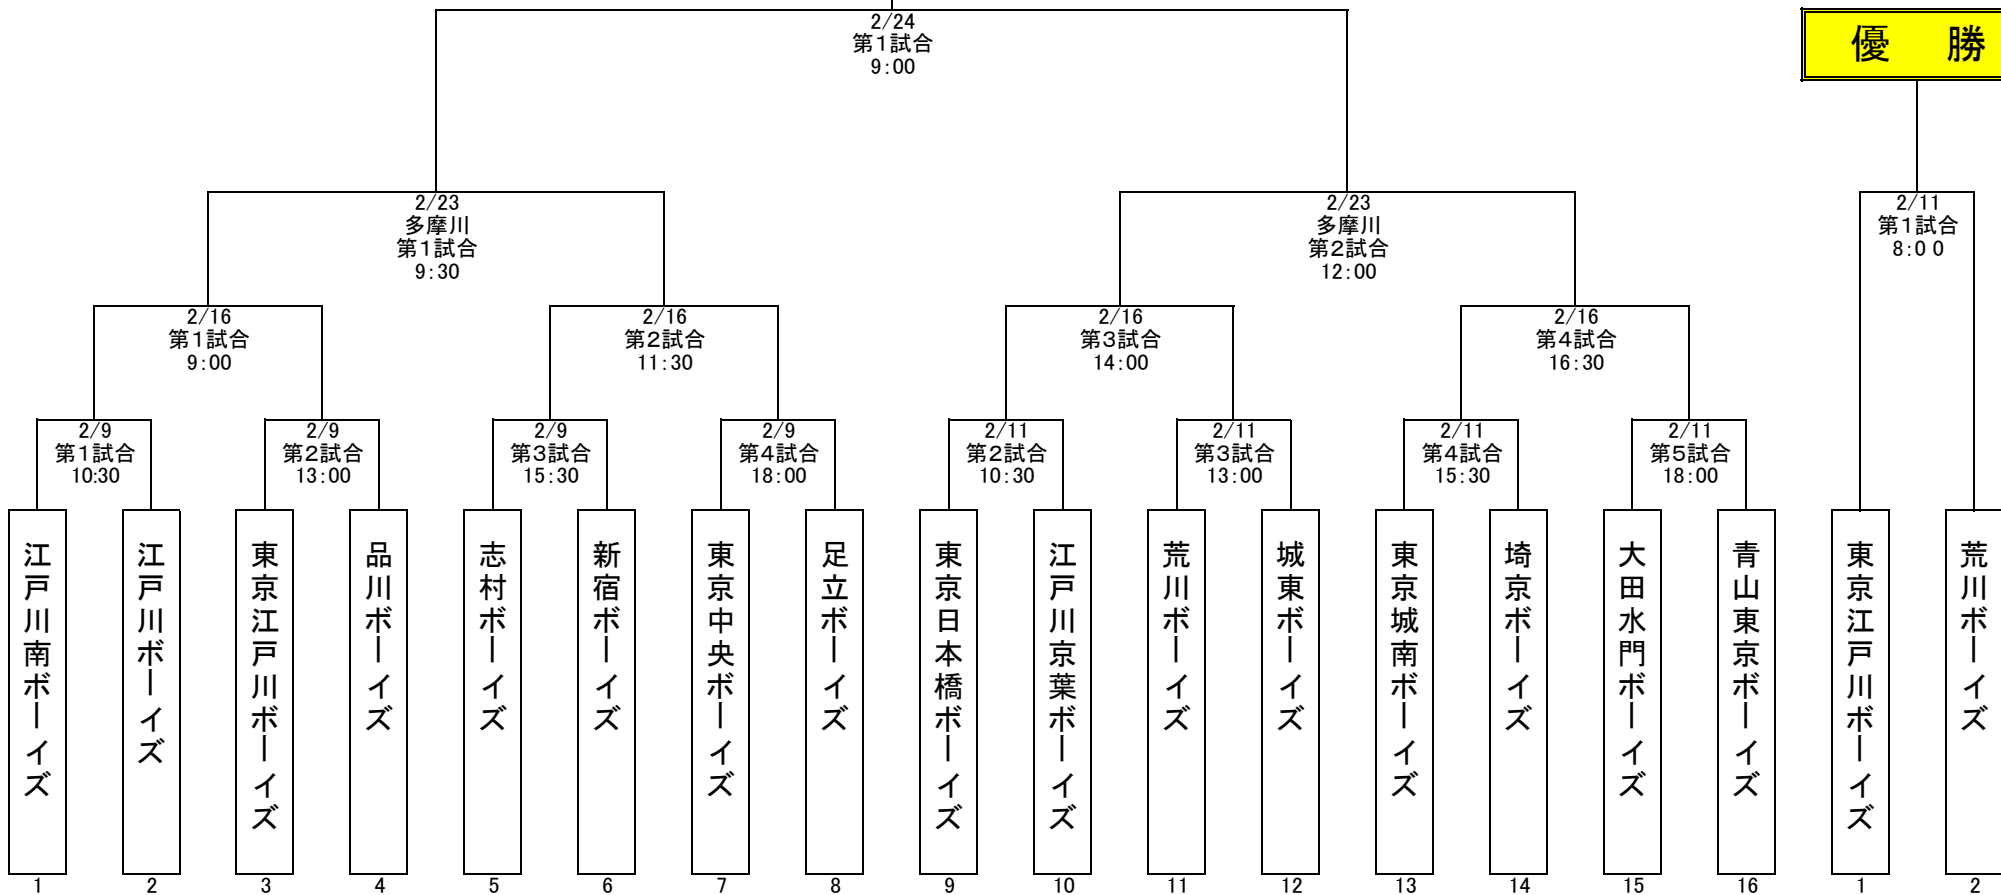 2/24
第1試合
9:00
優 勝
2/23
多摩川
第1試合
9:30
2/23
多摩川
第2試合
12:00
2/11
第1試合
8:00
2/16
第1試合
9:00
2/16
第2試合
11:30
2/16
第3試合
14:00
2/16
第4試合
16:30
2/9
第1試合
10:30
2/9
第2試合
13:00
2/9
第3試合
15:30
2/9
第4試合
18:00
2/11
第2試合
10:30
2/11
第3試合
13:00
2/11
第4試合
15:30
2/11
第5試合
18:00
江戸川南ボーイズ
江戸川ボーイズ
東京江戸川ボーイズ
品川ボーイズ
志村ボーイズ
新宿ボーイズ
東京中央ボーイズ
足立ボーイズ
東京日本橋ボーイズ
江戸川京葉ボーイズ
荒川ボーイズ
城東ボーイズ
東京城南ボーイズ
埼京ボーイズ
大田水門ボーイズ
青山東京ボーイズ
東京江戸川ボーイズ
荒川ボーイズ
1 2 3 4 5 6 7 8 9 10 11 12 13 14 15 16 1 2